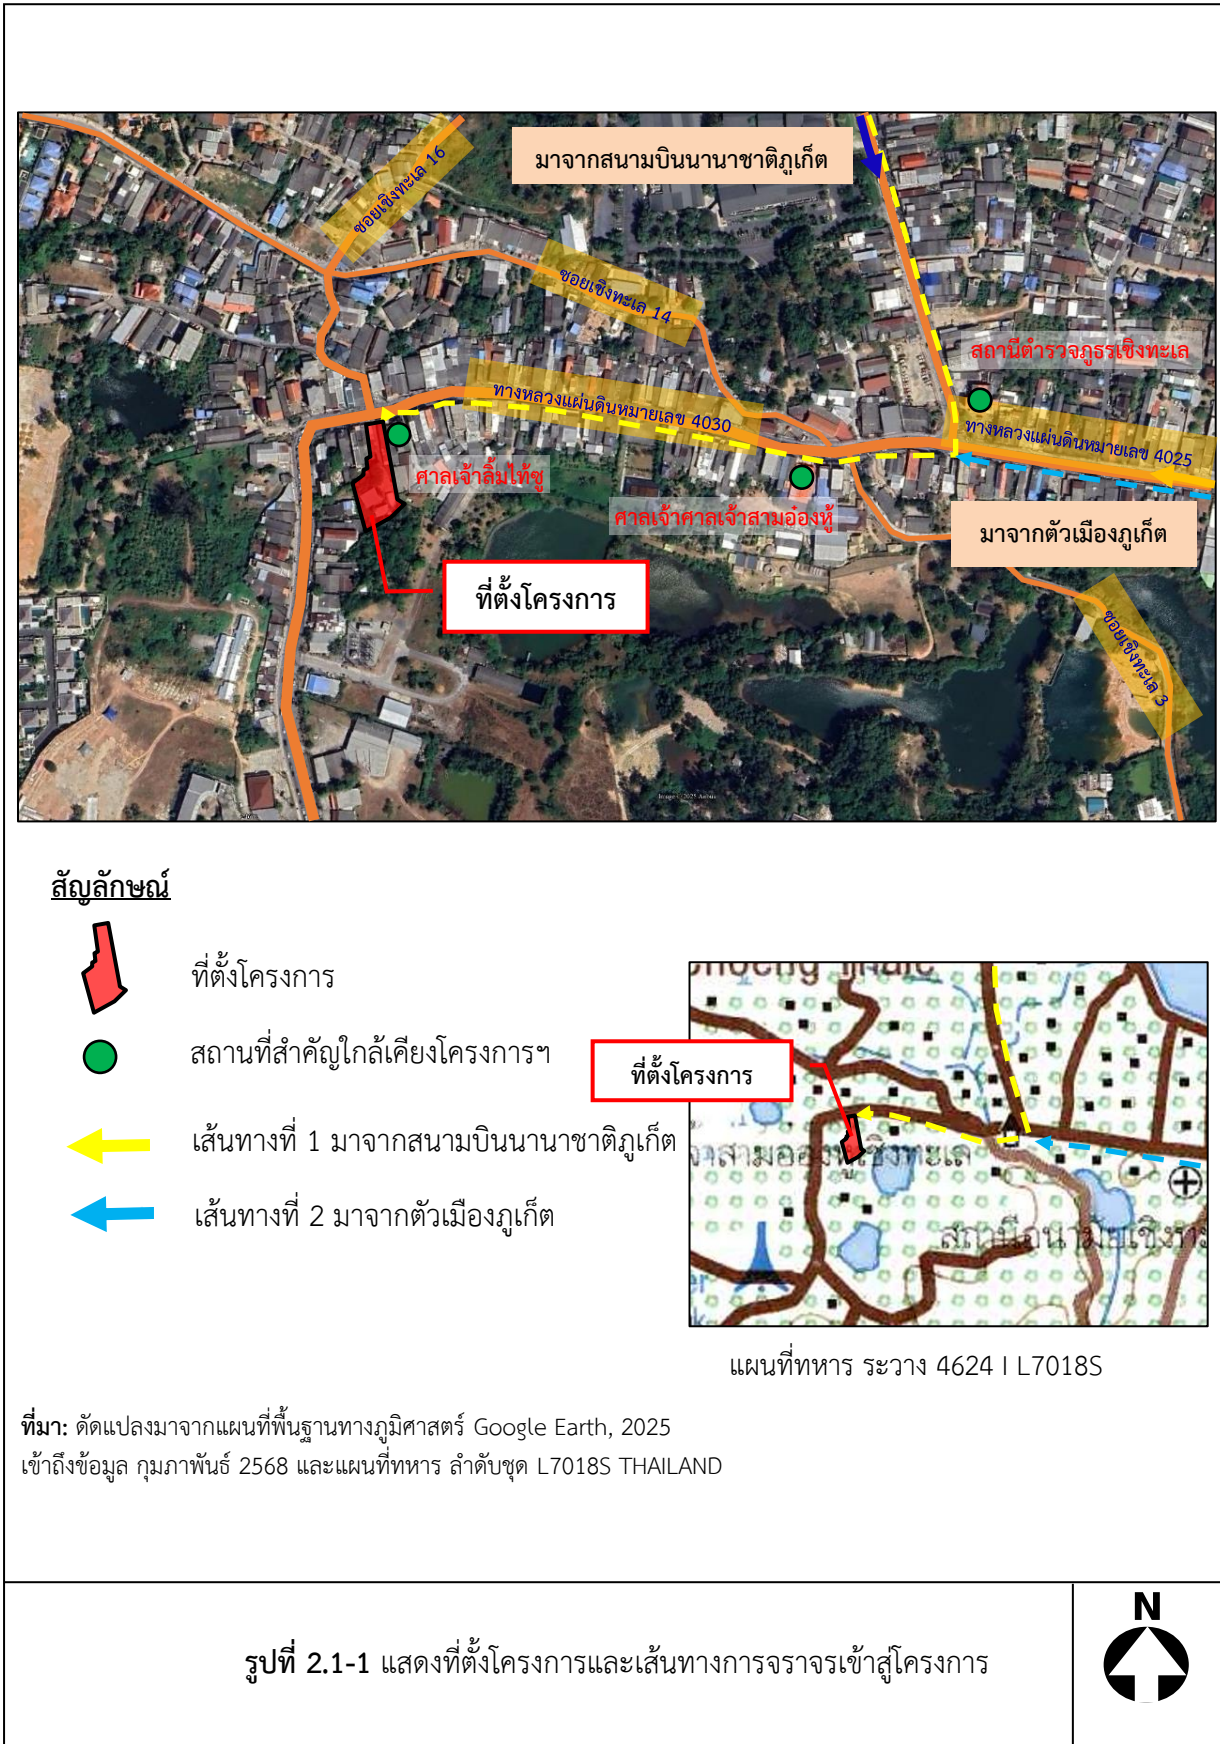 มาจากสนามบินนานาชาติภูเก็ต
ซอยเชิงทะเล 16
ซอยเชิงทะเล 14
สถานีตำรวจภูธรเชิงทะเล
ทางหลวงแผ่นดินหมายเลข 4030
ทางหลวงแผ่นดินหมายเลข 4025
ศาลเจ้าลิ้มไท้ซู
ศาลเจ้าศาลเจ้าสามอ๋องหู้
มาจากตัวเมืองภูเก็ต
ที่ตั้งโครงการ
ซอยเชิงทะเล 3
Image © 2025 Airbus
สัญลักษณ์
ที่ตั้งโครงการ
สถานที่สำคัญใกล้เคียงโครงการฯ
เส้นทางที่ 1 มาจากสนามบินนานาชาติภูเก็ต
เส้นทางที่ 2 มาจากตัวเมืองภูเก็ต
ที่ตั้งโครงการ
แผนที่ทหาร ระวาง 4624 I L7018S
ที่มา: ดัดแปลงมาจากแผนที่พื้นฐานทางภูมิศาสตร์ Google Earth, 2025
เข้าถึงข้อมูล กุมภาพันธ์ 2568 และแผนที่ทหาร ลำดับชุด L7018S THAILAND
รูปที่ 2.1-1 แสดงที่ตั้งโครงการและเส้นทางการจราจรเข้าสู่โครงการ
N